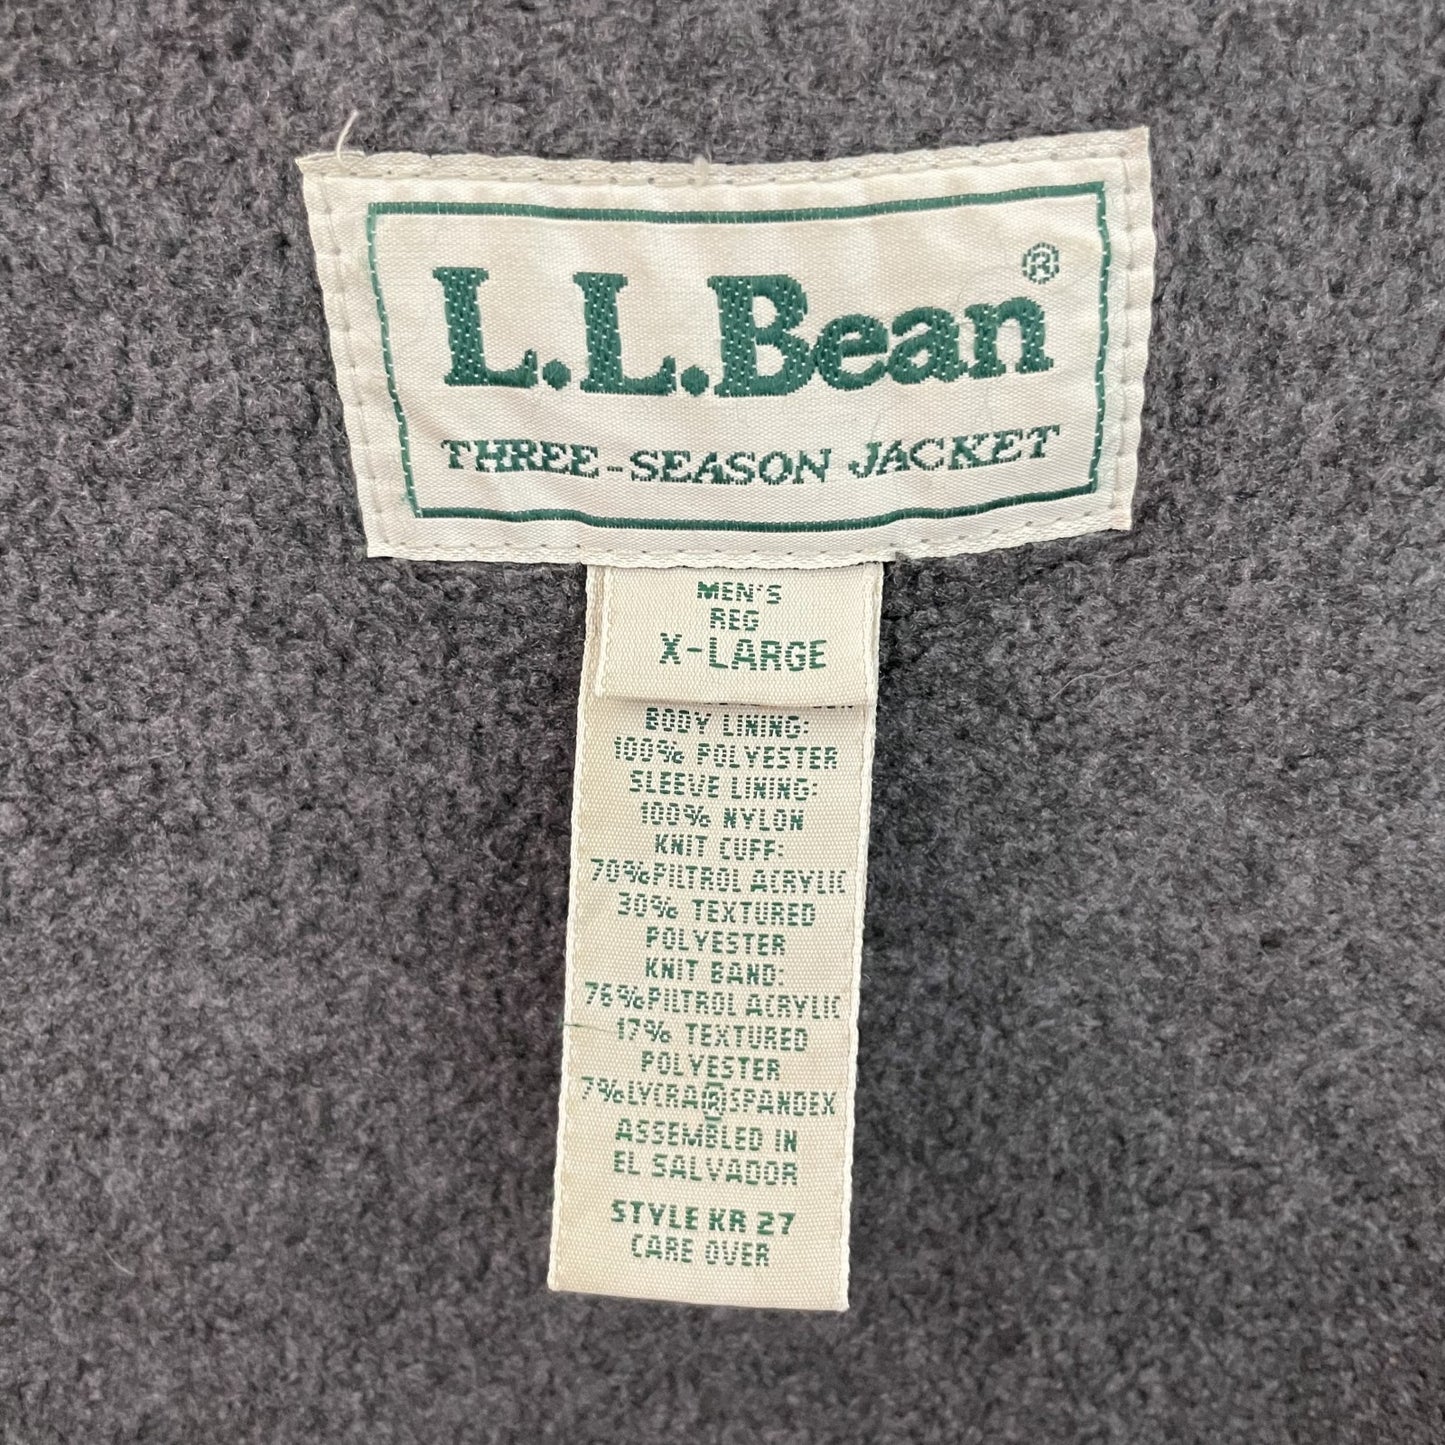 L.L.Bean®
THREE-SEASON JACKET
MEN'S
REG
X-LARGE
BODY LINING:
100% POLYESTER
SLEEVE LINING:
100% NYLON
KNIT CUFF:
70% PILTROL ACRYLIC
30% TEXTURED
POLYESTER
KNIT BAND:
76% PILTROL ACRYLIC
17% TEXTURED
POLYESTER
7% LYCRA® SPANDEX
ASSEMBLED IN
EL SALVADOR
STYLE KR 27
CARE OVER